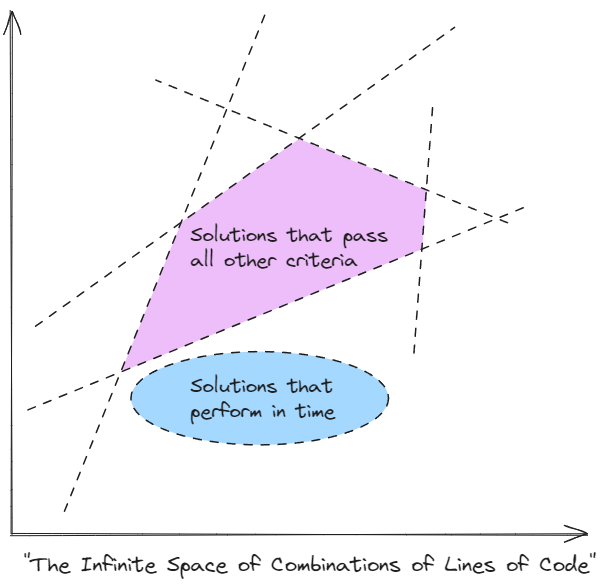 Solutions that pass
all other criteria
Solutions that
perform in time
"The Infinite Space of Combinations of Lines of Code"